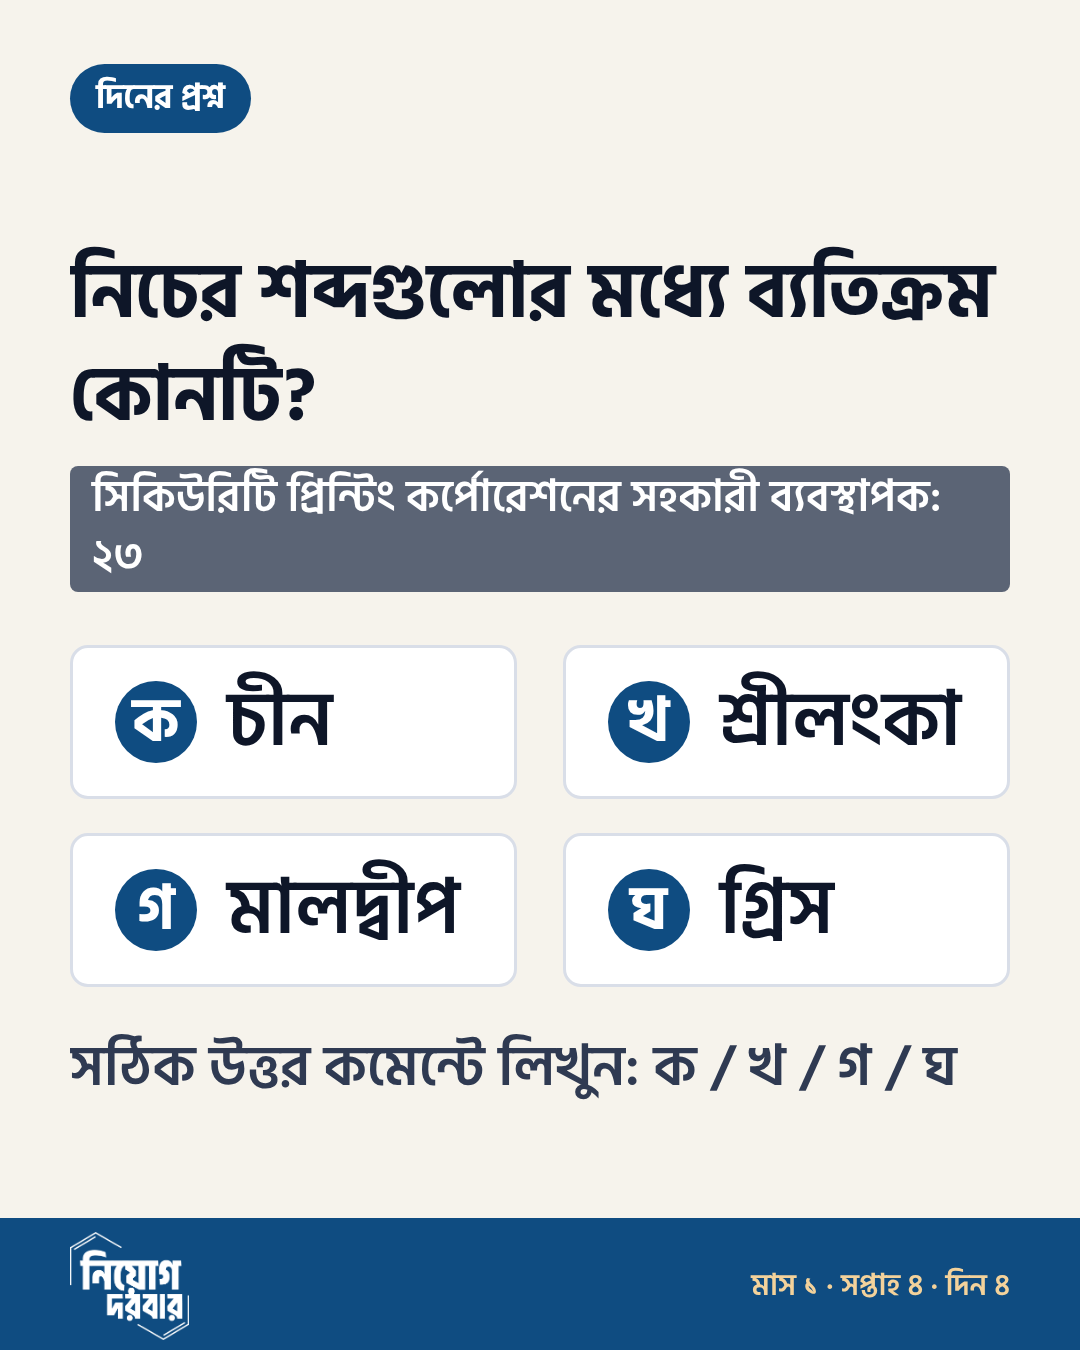 দিনের প্রশ্ন
নিচের শব্দগুলোর মধ্যে ব্যতিক্রম
কোনটি?
সিকিউরিটি প্রিন্টিং কর্পোরেশনের সহকারী ব্যবস্থাপক:
২৩
ক চীন
খ শ্রীলংকা
গ মালদ্বীপ
ঘ গ্রিস
সঠিক উত্তর কমেন্টে লিখুন: ক / খ / গ / ঘ
নিয়োগ
দরবার
মাস ১ · সপ্তাহ ৪ · দিন ৪